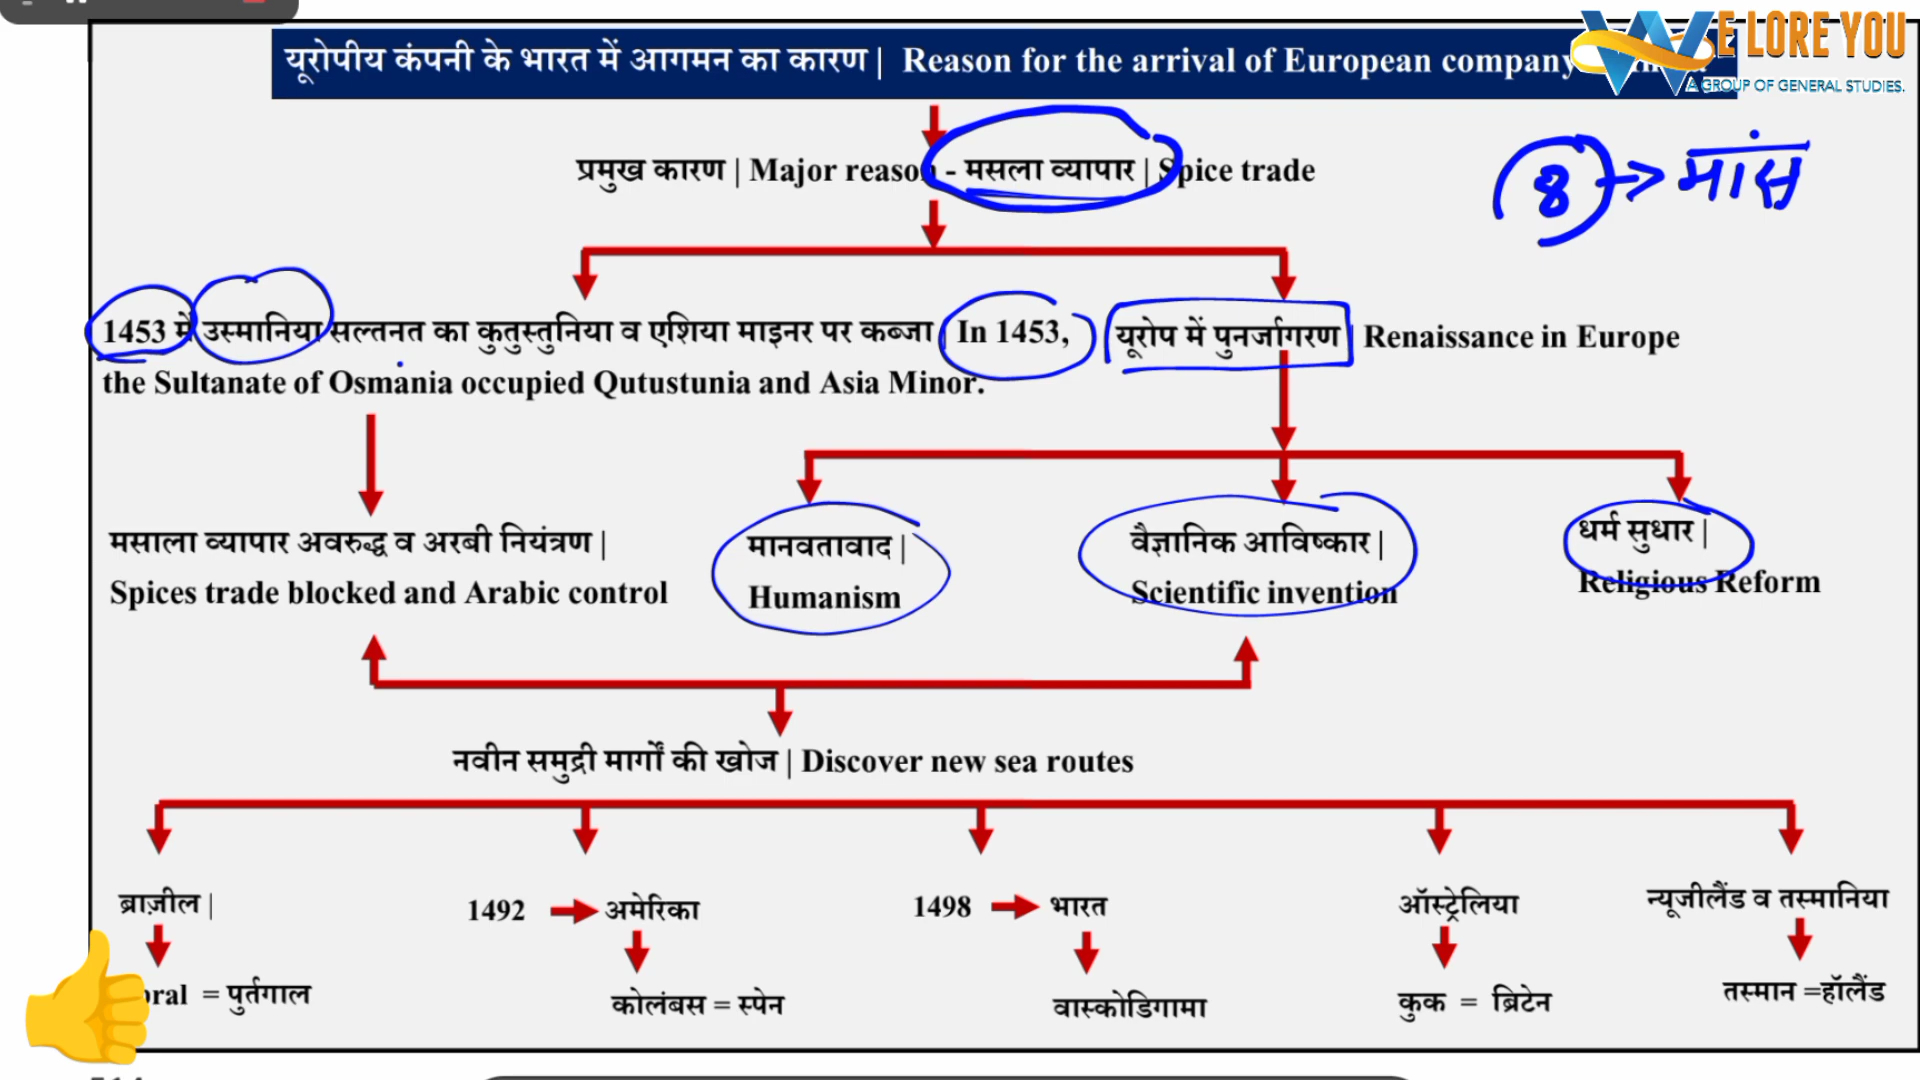 यूरोपीय कंपनी के भारत में आगमन का कारण | Reason for the arrival of European company
WE LORE YOU
A GROUP OF GENERAL STUDIES.
प्रमुख कारण | Major reason - मसला व्यापार | Spice trade
8 → मांस
1453 में उस्मानिया सल्तनत का कुतुस्तुनिया व एशिया माइनर पर कब्जा In 1453,
the Sultanate of Osmania occupied Qutustunia and Asia Minor.
यूरोप में पुनर्जागरण | Renaissance in Europe
मसाला व्यापार अवरुद्ध व अरबी नियंत्रण |
Spices trade blocked and Arabic control
मानवतावाद |
Humanism
वैज्ञानिक आविष्कार |
Scientific invention
धर्म सुधार |
Religious Reform
नवीन समुद्री मार्गों की खोज | Discover new sea routes
ब्राज़ील |
1492 → अमेरिका
1498 → भारत
ऑस्ट्रेलिया
न्यूजीलैंड व तस्मानिया
= पुर्तगाल
कोलंबस = स्पेन
वास्कोडिगामा
कुक = ब्रिटेन
तस्मान =हॉलैंड